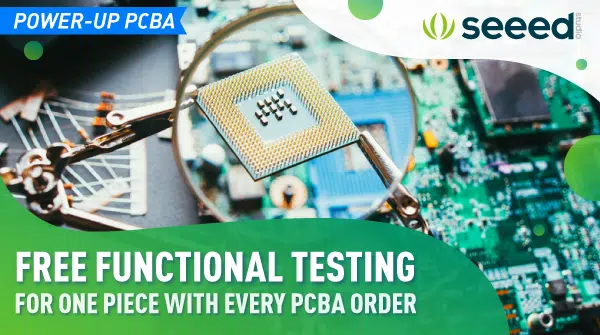 POWER-UP PCBA
seeed
studio
FREE FUNCTIONAL TESTING
FOR ONE PIECE WITH EVERY PCBA ORDER